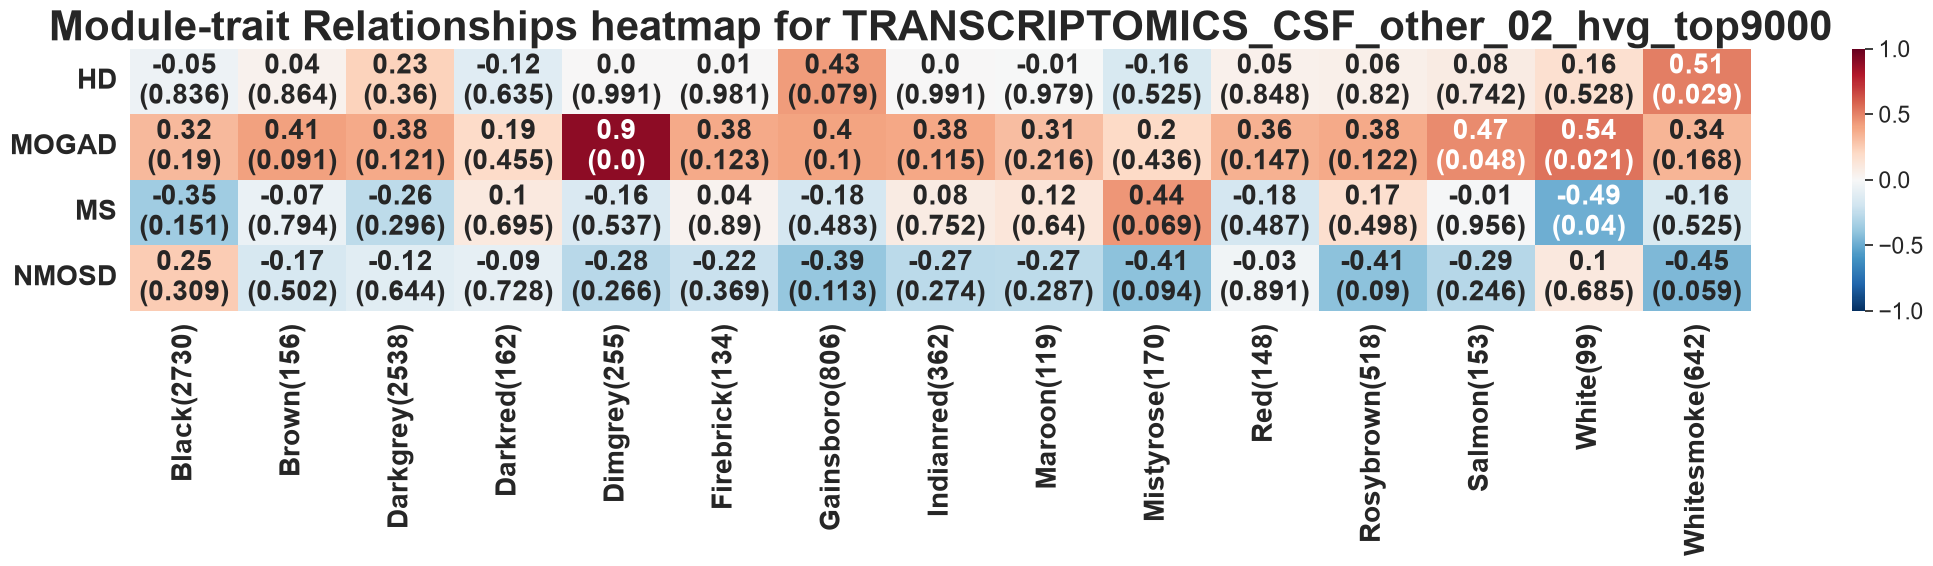 Module-trait Relationships heatmap for TRANSCRIPTOMICS_CSF_other_02_hvg_top9000
HD -0.05 0.04 0.23 -0.12 0.0 0.01 0.43 0.0 -0.01 -0.16 0.05 0.06 0.08 0.16 0.51
(0.836) (0.864) (0.36) (0.635) (0.991) (0.981) (0.079) (0.991) (0.979) (0.525) (0.848) (0.82) (0.742) (0.528) (0.029)
MOGAD 0.32 0.41 0.38 0.19 0.9 0.38 0.4 0.38 0.31 0.2 0.36 0.38 0.47 0.54 0.34
(0.19) (0.091) (0.121) (0.455) (0.0) (0.123) (0.1) (0.115) (0.216) (0.436) (0.147) (0.122) (0.048) (0.021) (0.168)
MS -0.35 -0.07 -0.26 0.1 -0.16 0.04 -0.18 0.08 0.12 0.44 -0.18 0.17 -0.01 -0.49 -0.16
(0.151) (0.794) (0.296) (0.695) (0.537) (0.89) (0.483) (0.752) (0.64) (0.069) (0.487) (0.498) (0.956) (0.04) (0.525)
NMOSD 0.25 -0.17 -0.12 -0.09 -0.28 -0.22 -0.39 -0.27 -0.27 -0.41 -0.03 -0.41 -0.29 0.1 -0.45
(0.309) (0.502) (0.644) (0.728) (0.266) (0.369) (0.113) (0.274) (0.287) (0.094) (0.891) (0.09) (0.246) (0.685) (0.059)
Black(2730)
Brown(156)
Darkgrey(2538)
Darkred(162)
Dimgrey(255)
Firebrick(134)
Gainsboro(806)
Indianred(362)
Maroon(119)
Mistyrose(170)
Red(148)
Rosybrown(518)
Salmon(153)
White(99)
Whitesmoke(642)
1.0
0.5
0.0
−0.5
−1.0